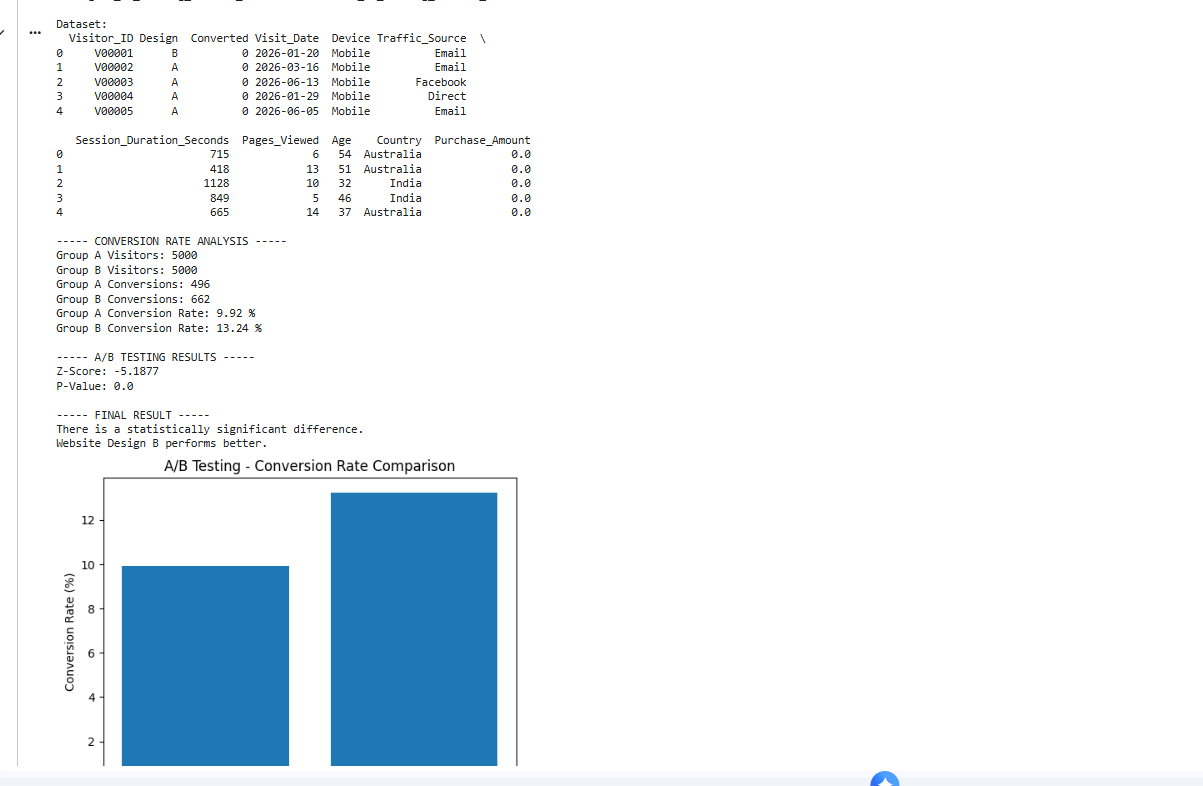 ...
Dataset:
Visitor_ID Design Converted Visit_Date Device Traffic_Source \
0 V00001 B 0 2026-01-20 Mobile Email
1 V00002 A 0 2026-03-16 Mobile Email
2 V00003 A 0 2026-06-13 Mobile Facebook
3 V00004 A 0 2026-01-29 Mobile Direct
4 V00005 A 0 2026-06-05 Mobile Email
Session_Duration_Seconds Pages_Viewed Age Country Purchase_Amount
0 715 6 54 Australia 0.0
1 418 13 51 Australia 0.0
2 1128 10 32 India 0.0
3 849 5 46 India 0.0
4 665 14 37 Australia 0.0
----- CONVERSION RATE ANALYSIS -----
Group A Visitors: 5000
Group B Visitors: 5000
Group A Conversions: 496
Group B Conversions: 662
Group A Conversion Rate: 9.92 %
Group B Conversion Rate: 13.24 %
----- A/B TESTING RESULTS -----
Z-Score: -5.1877
P-Value: 0.0
----- FINAL RESULT -----
There is a statistically significant difference.
Website Design B performs better.
A/B Testing - Conversion Rate Comparison
12
10
8
6
4
2
Conversion Rate (%)